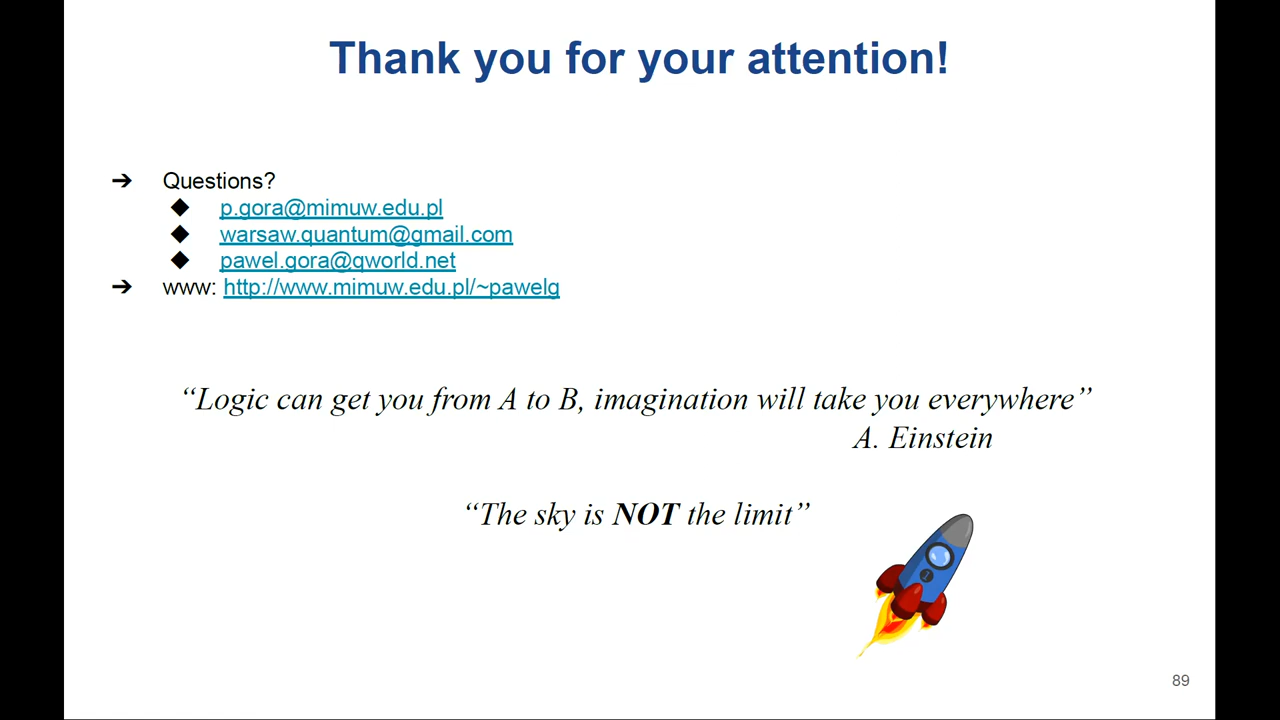 Thank you for your attention!
➔ Questions?
◆ p.gora@mimuw.edu.pl
◆ warsaw.quantum@gmail.com
◆ pawel.gora@qworld.net
➔ www: http://www.mimuw.edu.pl/~pawelg
“Logic can get you from A to B, imagination will take you everywhere”
A. Einstein
“The sky is NOT the limit”
89